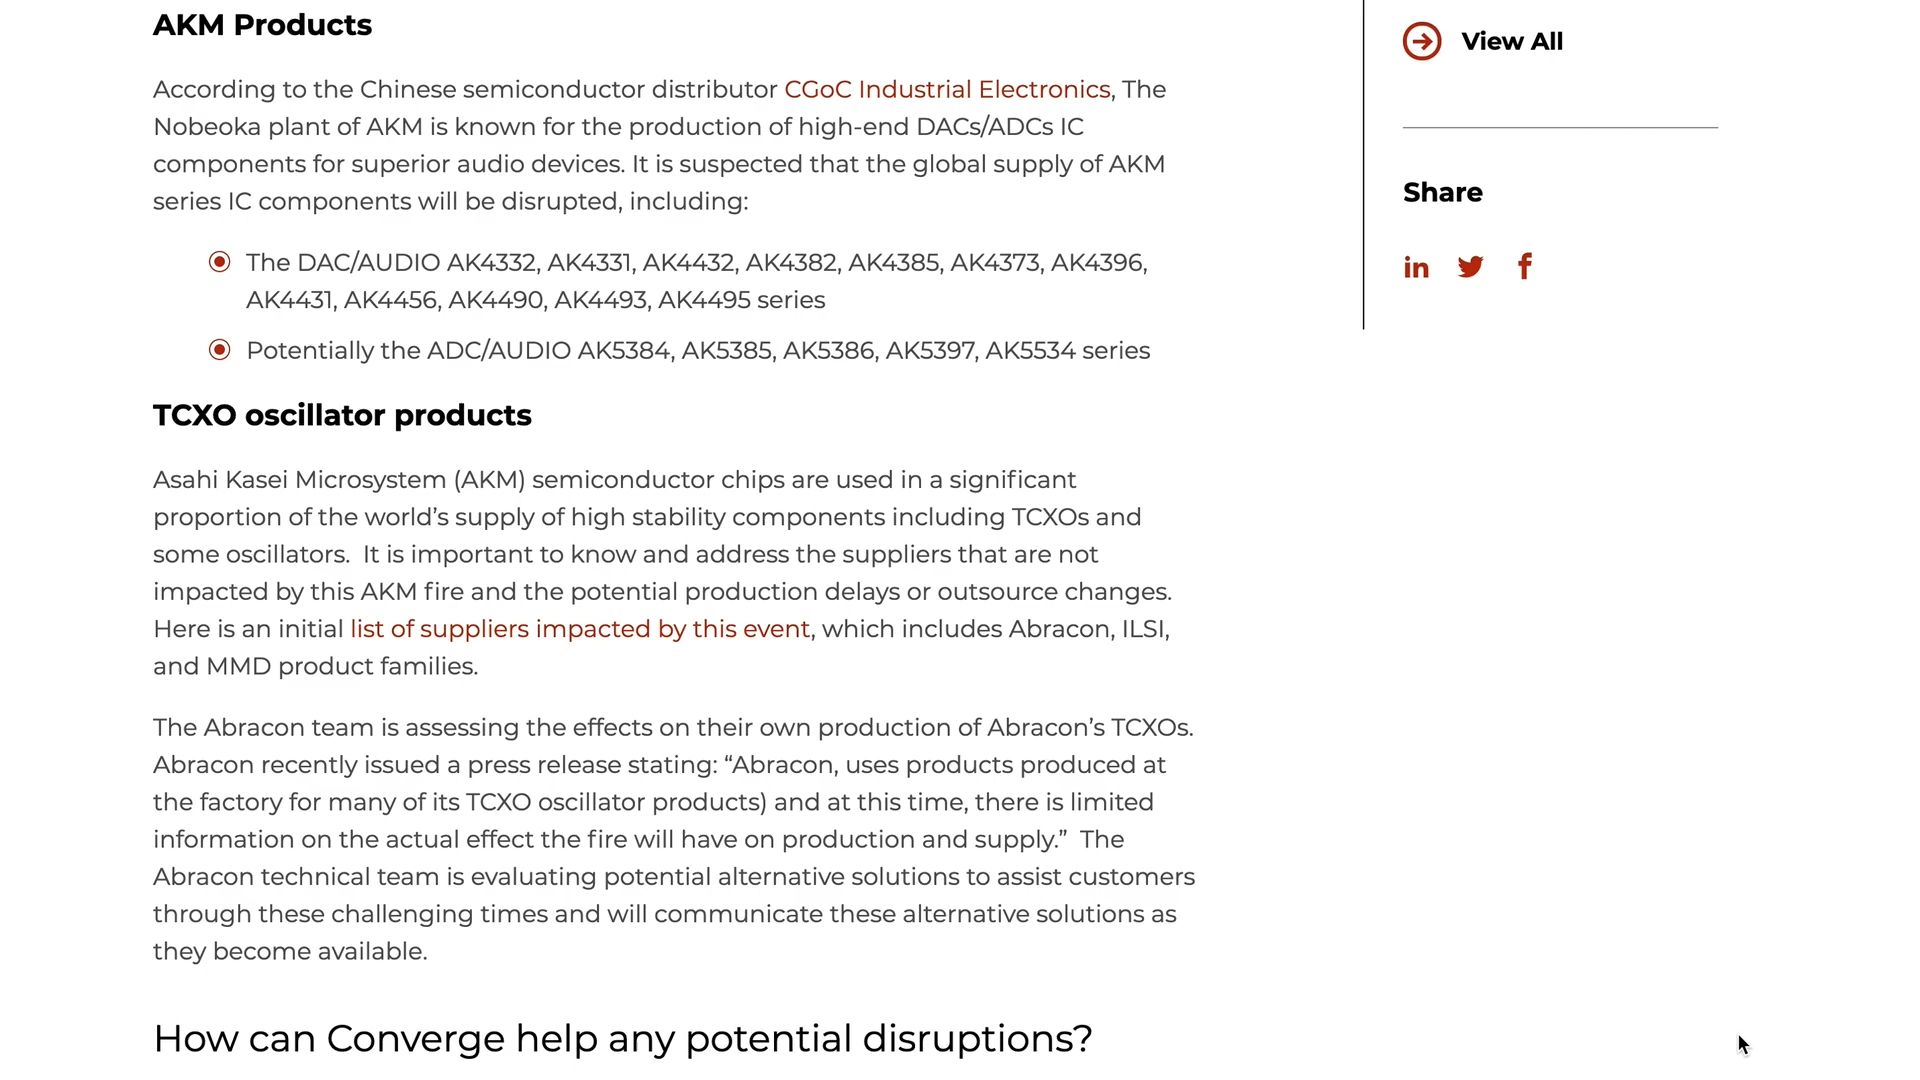 AKM Products
According to the Chinese semiconductor distributor CGoC Industrial Electronics, The
Nobeoka plant of AKM is known for the production of high-end DACs/ADCs IC
components for superior audio devices. It is suspected that the global supply of AKM
series IC components will be disrupted, including:
The DAC/AUDIO AK4332, AK4331, AK4432, AK4382, AK4385, AK4373, AK4396,
AK4431, AK4456, AK4490, AK4493, AK4495 series
Potentially the ADC/AUDIO AK5384, AK5385, AK5386, AK5397, AK5534 series
TCXO oscillator products
Asahi Kasei Microsystem (AKM) semiconductor chips are used in a significant
proportion of the world’s supply of high stability components including TCXOs and
some oscillators.  It is important to know and address the suppliers that are not
impacted by this AKM fire and the potential production delays or outsource changes.
Here is an initial list of suppliers impacted by this event, which includes Abracon, ILSI,
and MMD product families.
The Abracon team is assessing the effects on their own production of Abracon’s TCXOs.
Abracon recently issued a press release stating: “Abracon, uses products produced at
the factory for many of its TCXO oscillator products) and at this time, there is limited
information on the actual effect the fire will have on production and supply.”  The
Abracon technical team is evaluating potential alternative solutions to assist customers
through these challenging times and will communicate these alternative solutions as
they become available.
How can Converge help any potential disruptions?
View All
Share